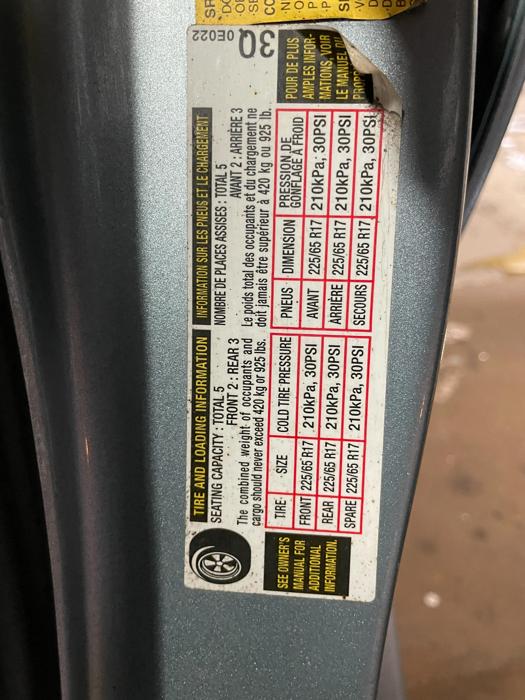 TIRE AND LOADING INFORMATION
SEATING CAPACITY : TOTAL 5
FRONT 2 : REAR 3
The combined weight of occupants and
cargo should never exceed 420 kg or 925 lbs.
TIRE SIZE COLD TIRE PRESSURE
FRONT 225/65 R17 210kPa, 30PSI
REAR 225/65 R17 210kPa, 30PSI
SPARE 225/65 R17 210kPa, 30PSI
SEE OWNER'S
MANUAL FOR
ADDITIONAL
INFORMATION.
INFORMATION SUR LES PNEUS ET LE CHARGEMENT
NOMBRE DE PLACES ASSISES : TOTAL 5
AVANT 2 : ARRIÈRE 3
Le poids total des occupants et du chargement ne
doit jamais être supérieur à 420 kg ou 925 lb.
PNEUS DIMENSION PRESSION DE
GONFLAGE À FROID
AVANT 225/65 R17 210kPa, 30PSI
ARRIÈRE 225/65 R17 210kPa, 30PSI
SECOURS 225/65 R17 210kPa, 30PSI
3Q 0E022
POUR DE PLUS
AMPLES INFOR-
MATIONS, VOIR
LE MANUEL DU